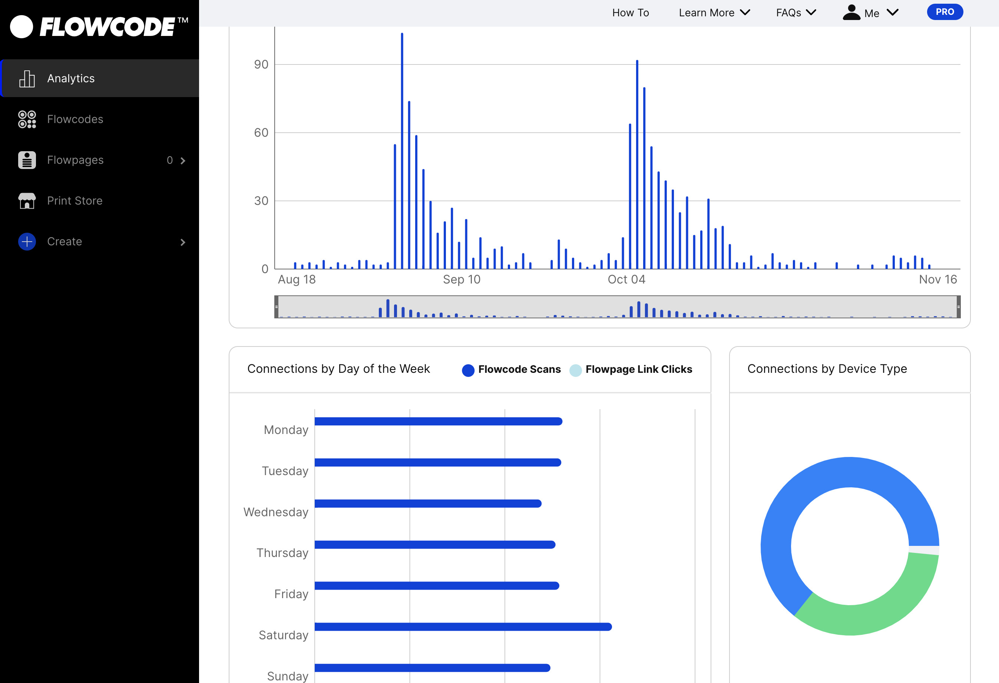 FLOWCODE™
How To
Learn More
FAQs
Me
PRO
Analytics
Flowcodes
Flowpages 0
Print Store
Create
90
60
30
0
Aug 18
Sep 10
Oct 04
Nov 16
Connections by Day of the Week
Flowcode Scans
Flowpage Link Clicks
Monday
Tuesday
Wednesday
Thursday
Friday
Saturday
Sunday
Connections by Device Type